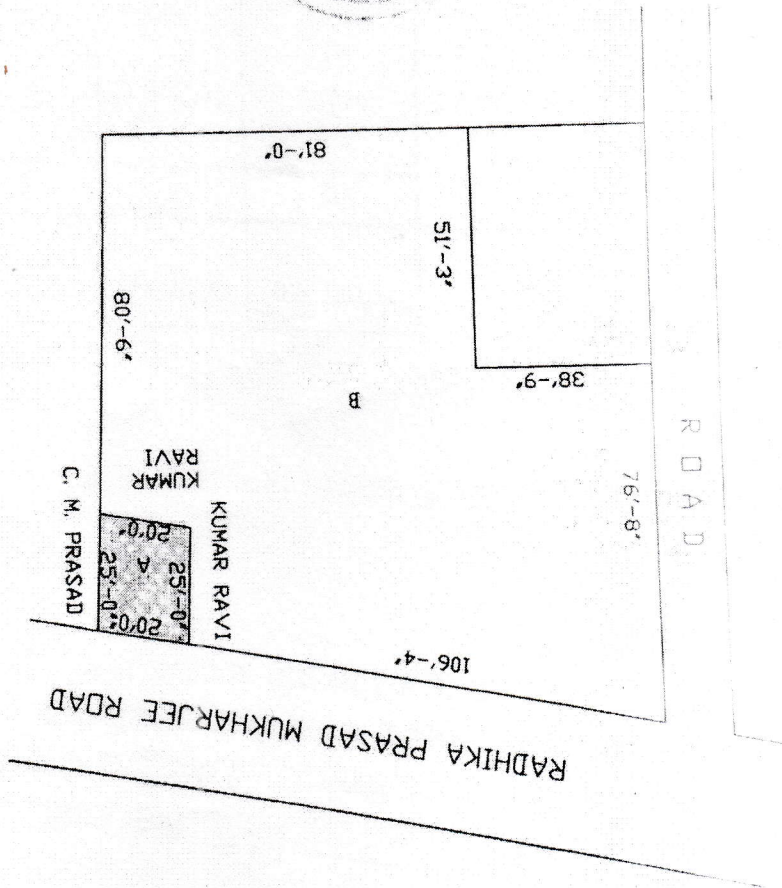 81'-0"
51'-3"
80'-6"
38'-9"
B
KUMAR
RAVI
C. M. PRASAD
KUMAR RAVI
76'-8"
ROAD
20'0"
25'-0"
A
25'-0"
20'0"
106'-4"
RADHIKA PRASAD MUKHARJEE ROAD